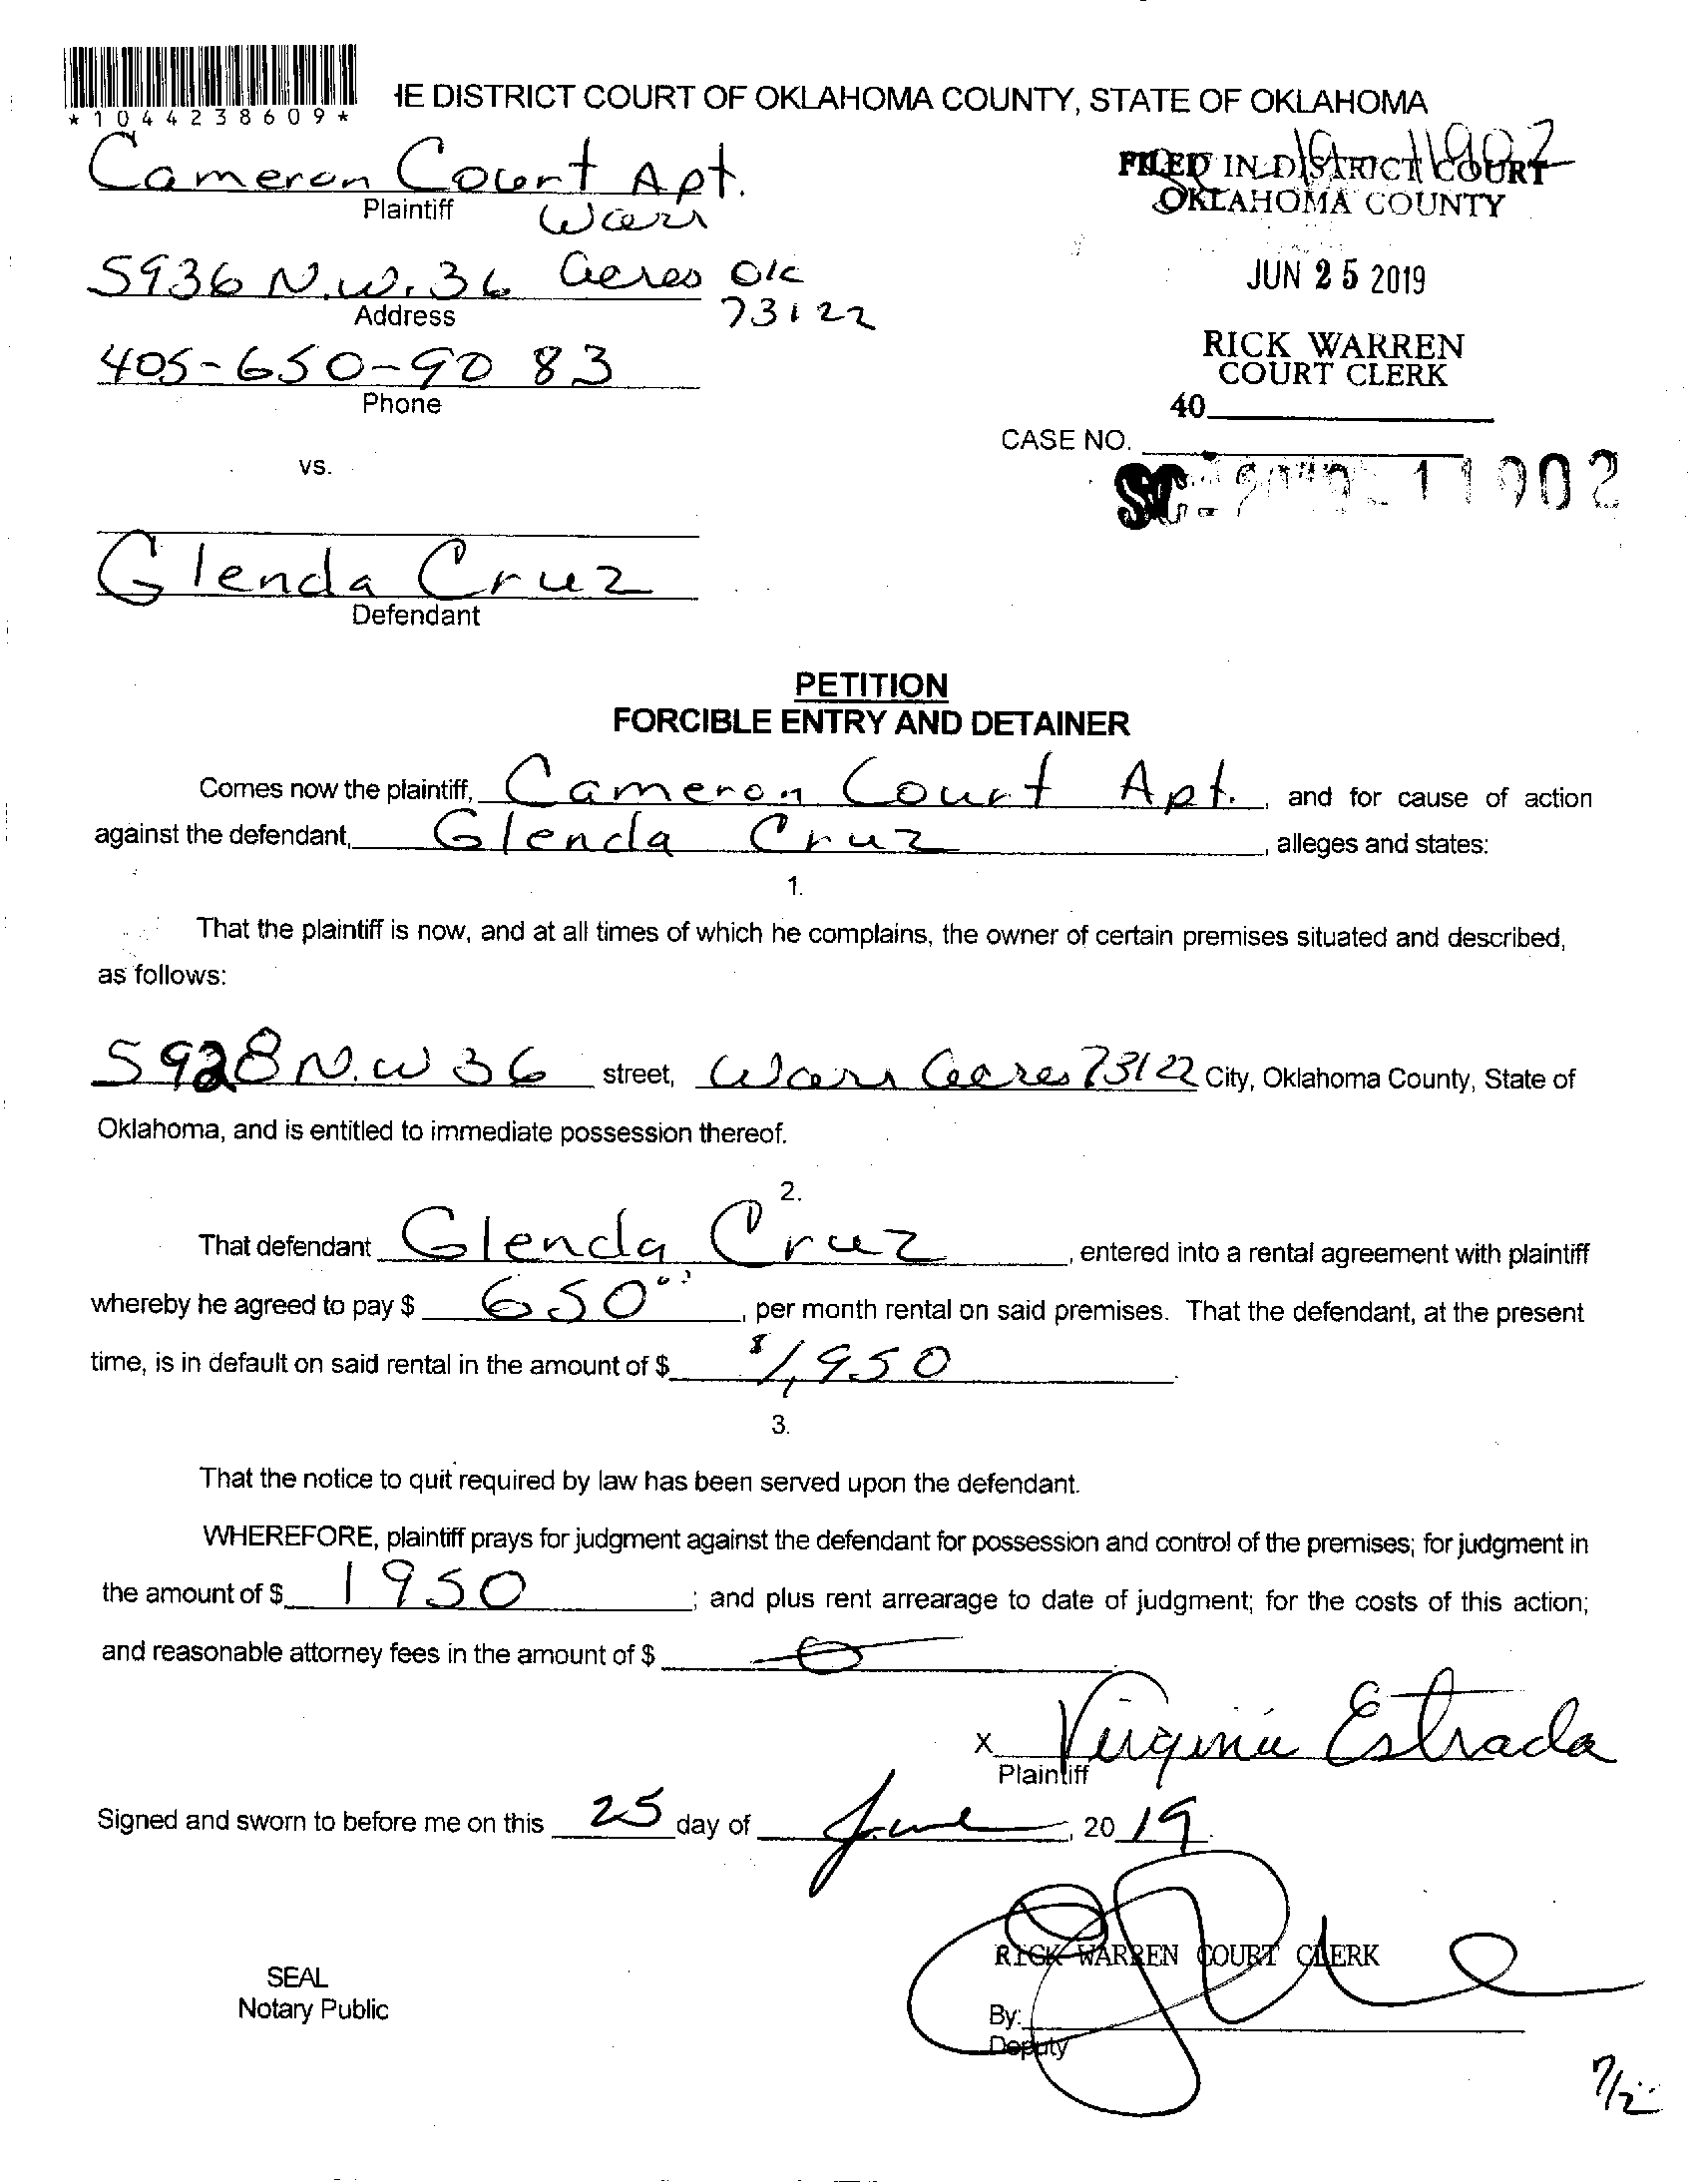 *1044238609*
IE DISTRICT COURT OF OKLAHOMA COUNTY, STATE OF OKLAHOMA
Cameron Court Apt.
Plaintiff
Warr
5936 N.W. 36 Acres Ok
73122
Address
405-650-9083
Phone
19-11902
FILED IN DISTRICT COURT
OKLAHOMA COUNTY
JUN 25 2019
RICK WARREN
COURT CLERK
40
CASE NO.
SC-2019-11902
vs.
Glenda Cruz
Defendant
PETITION
FORCIBLE ENTRY AND DETAINER
Comes now the plaintiff, Cameron Court Apt., and for cause of action
against the defendant, Glenda Cruz, alleges and states:
1.
That the plaintiff is now, and at all times of which he complains, the owner of certain premises situated and described,
as follows:
5928 N.W 36 street, Warr Acres 73122 City, Oklahoma County, State of
Oklahoma, and is entitled to immediate possession thereof.
2.
That defendant Glenda Cruz, entered into a rental agreement with plaintiff
whereby he agreed to pay $ 650 00, per month rental on said premises. That the defendant, at the present
time, is in default on said rental in the amount of $ $1,950.
3.
That the notice to quit required by law has been served upon the defendant.
WHEREFORE, plaintiff prays for judgment against the defendant for possession and control of the premises; for judgment in
the amount of $ 1950; and plus rent arrearage to date of judgment; for the costs of this action;
and reasonable attorney fees in the amount of $ 0.
X Virginia Estrada
Plaintiff
Signed and sworn to before me on this 25 day of June, 20 19.
RICK WARREN COURT CLERK
SEAL
Notary Public
By:
Deputy
7/2